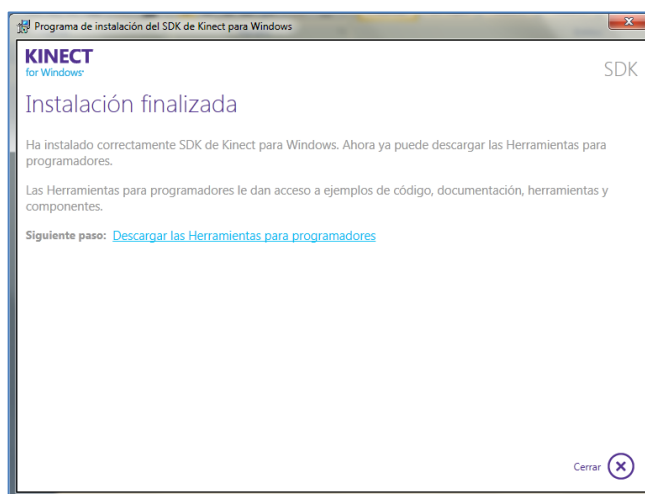 Programa de instalación del SDK de Kinect para Windows
KINECT
for Windows
SDK
Instalación finalizada
Ha instalado correctamente SDK de Kinect para Windows. Ahora ya puede descargar las Herramientas para
programadores.
Las Herramientas para programadores le dan acceso a ejemplos de código, documentación, herramientas y
componentes.
Siguiente paso: Descargar las Herramientas para programadores
Cerrar